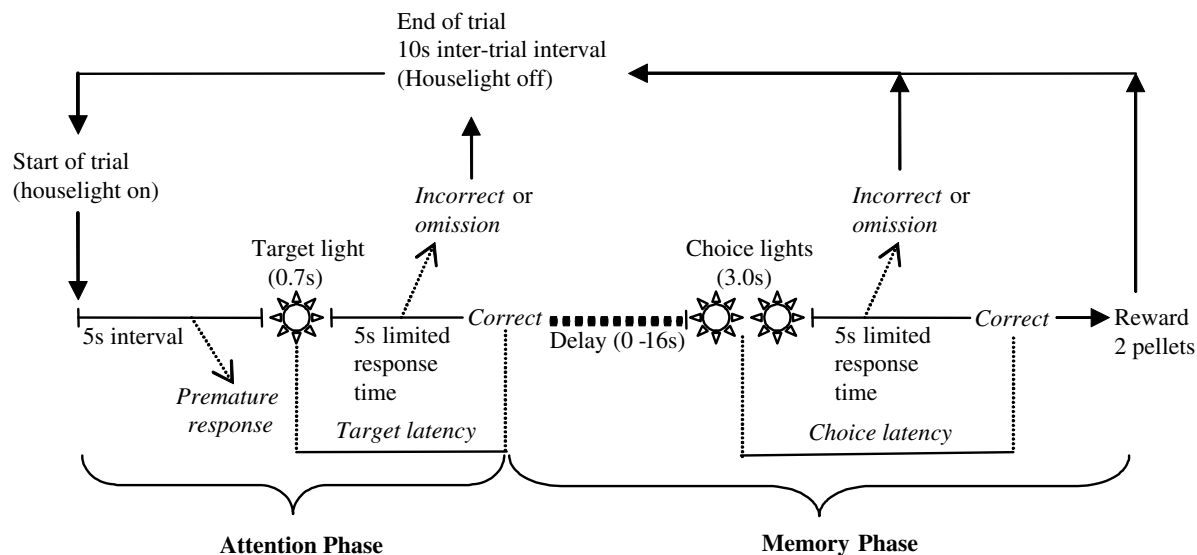 End of trial
10s inter-trial interval
(Houselight off)
Start of trial
(houselight on)
Incorrect or
omission
Incorrect or
omission
Target light
(0.7s)
Choice lights
(3.0s)
5s interval
5s limited
response
time
Correct
Delay (0 -16s)
5s limited
response
time
Correct
Reward
2 pellets
Premature
response
Target latency
Choice latency
Attention Phase
Memory Phase